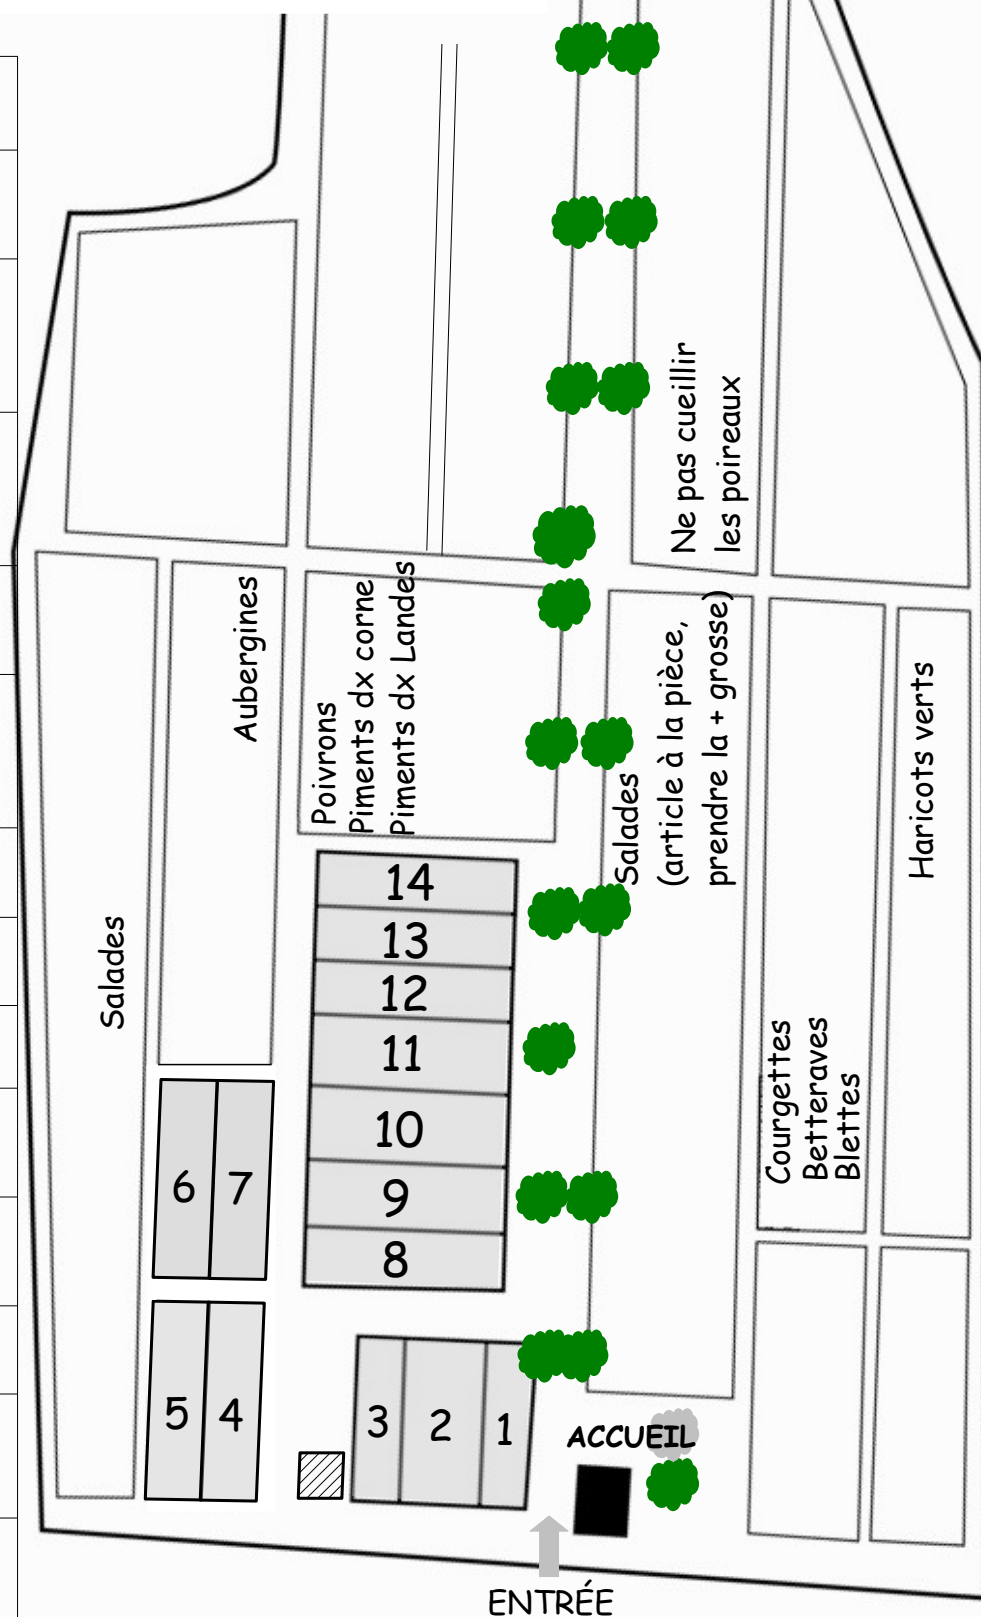 Ne pas cueillir
les poireaux
Aubergines
Poivrons
Piments dx corne
Piments dx Landes
Salades
(article à la pièce,
prendre la + grosse)
Haricots verts
Salades
14
13
12
11
10
9
8
Courgettes
Betteraves
Blettes
6
7
5
4
3
2
1
ACCUEIL
ENTRÉE